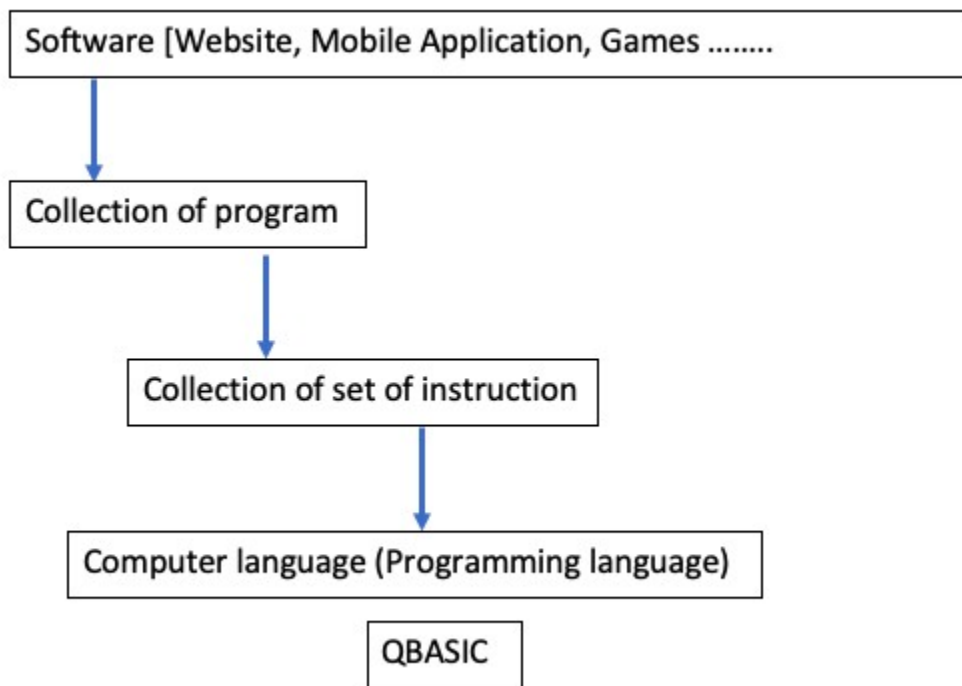 Software [Website, Mobile Application, Games ........
Collection of program
Collection of set of instruction
Computer language (Programming language)
QBASIC